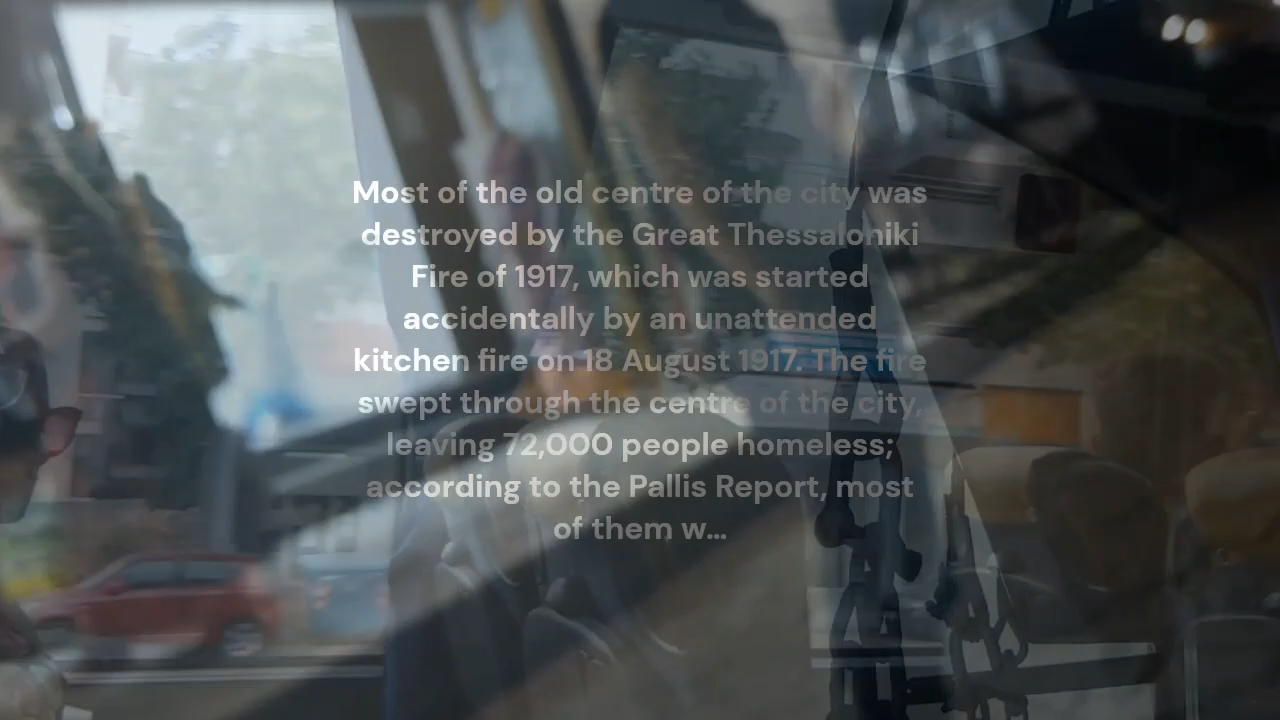 Most of the old centre of the city was
destroyed by the Great Thessaloniki
Fire of 1917, which was started
accidentally by an unattended
kitchen fire on 18 August 1917. The fire
swept through the centre of the city,
leaving 72,000 people homeless;
according to the Pallis Report, most
of them w...